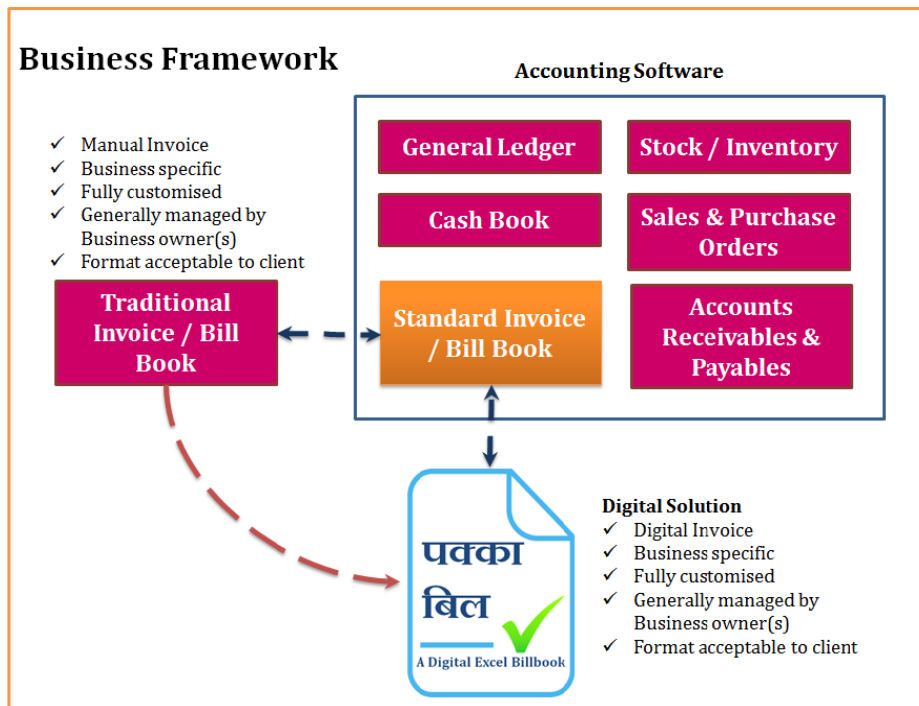 Business Framework
Accounting Software
✓ Manual Invoice
✓ Business specific
✓ Fully customised
✓ Generally managed by
Business owner(s)
✓ Format acceptable to client
General Ledger
Stock / Inventory
Cash Book
Sales & Purchase
Orders
Traditional
Invoice / Bill
Book
Standard Invoice
/ Bill Book
Accounts
Receivables &
Payables
पक्का
बिल
A Digital Excel Billbook
Digital Solution
✓ Digital Invoice
✓ Business specific
✓ Fully customised
✓ Generally managed by
Business owner(s)
✓ Format acceptable to client